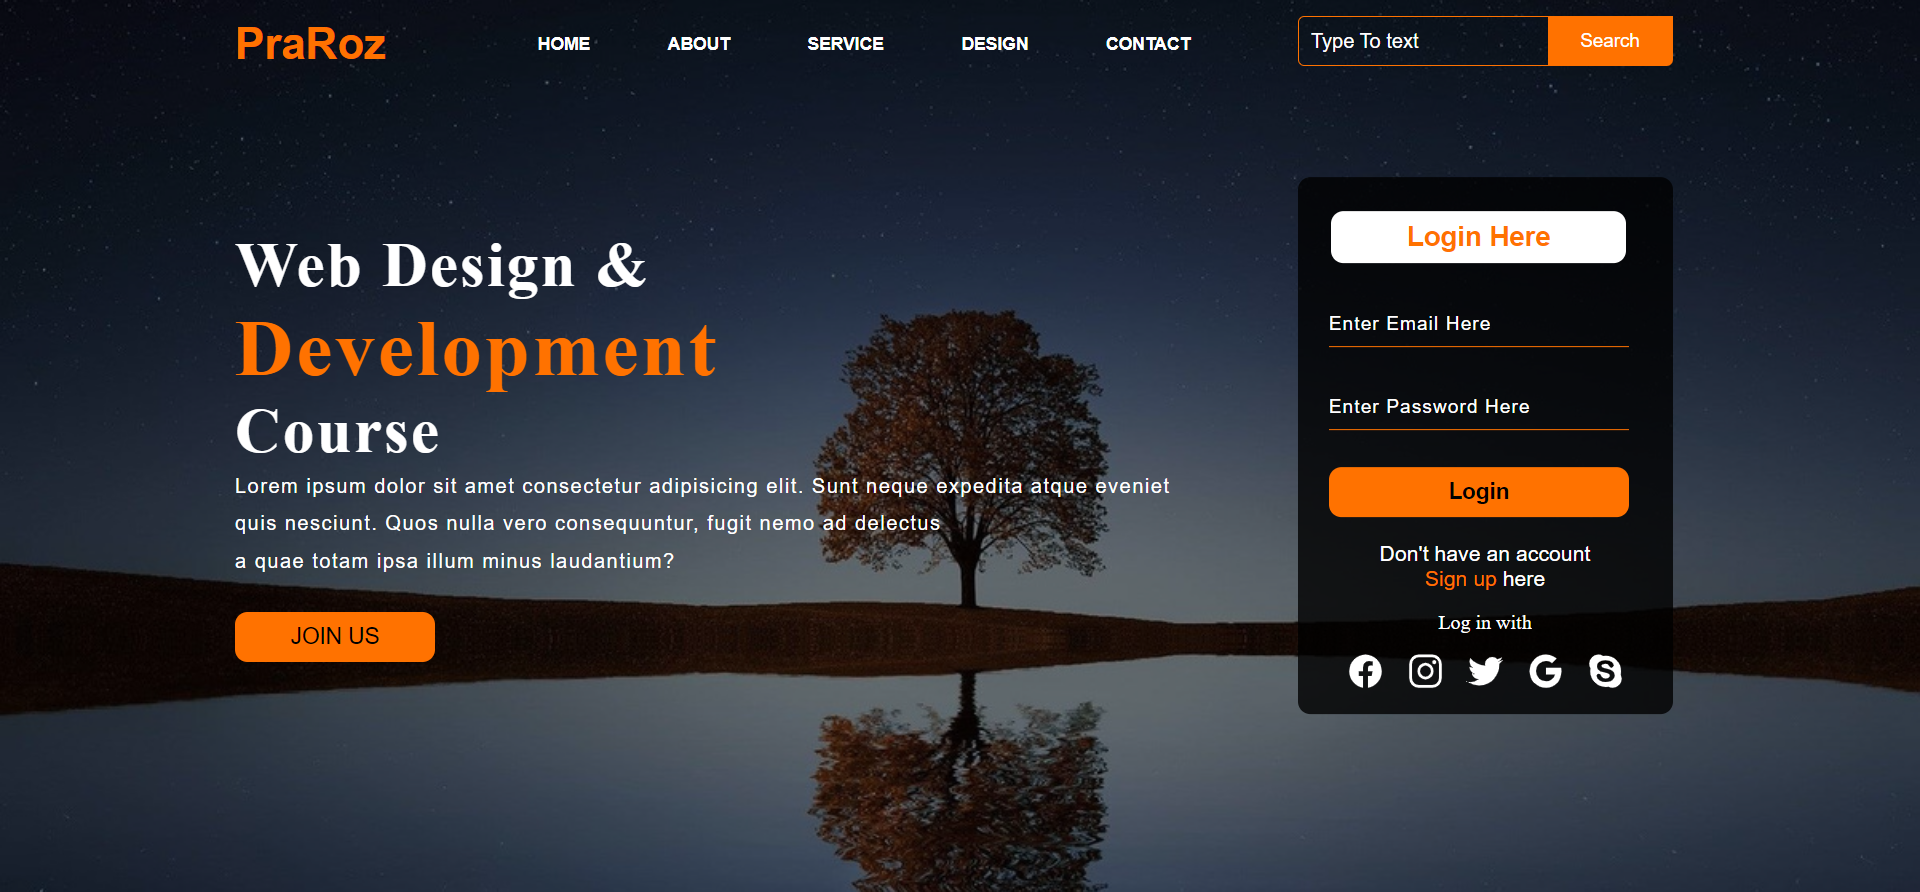 PraRoz
HOME
ABOUT
SERVICE
DESIGN
CONTACT
Type To text
Search
Web Design &
Development
Course
Lorem ipsum dolor sit amet consectetur adipisicing elit. Sunt neque expedita atque eveniet
quis nesciunt. Quos nulla vero consequuntur, fugit nemo ad delectus
a quae totam ipsa illum minus laudantium?
JOIN US
Login Here
Enter Email Here
Enter Password Here
Login
Don't have an account
Sign up here
Log in with